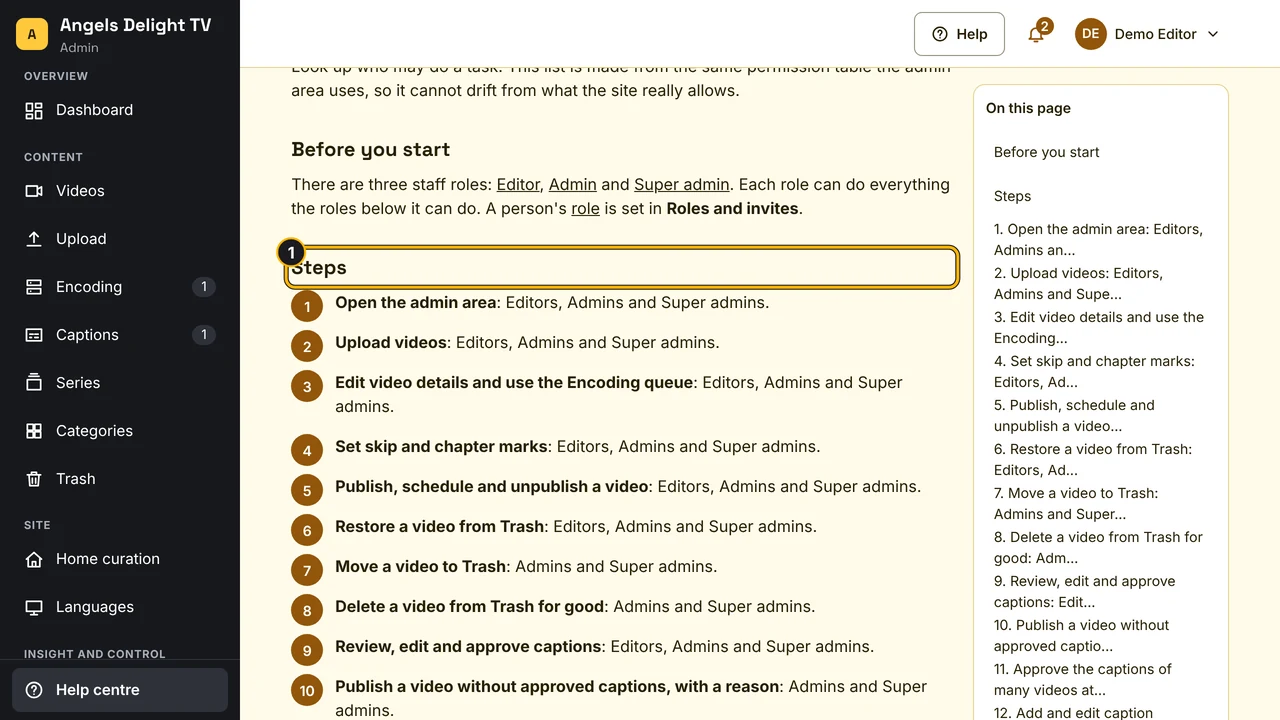 A
Angels Delight TV
Admin
OVERVIEW
Dashboard
CONTENT
Videos
Upload
Encoding 1
Captions 1
Series
Categories
Trash
SITE
Home curation
Languages
INSIGHT AND CONTROL
Help centre
Help
2
DE
Demo Editor
Look up who may do a task. This list is made from the same permission table the admin
area uses, so it cannot drift from what the site really allows.
Before you start
There are three staff roles: Editor, Admin and Super admin. Each role can do everything
the roles below it can do. A person's role is set in Roles and invites.
1
Steps
1 Open the admin area: Editors, Admins and Super admins.
2 Upload videos: Editors, Admins and Super admins.
3 Edit video details and use the Encoding queue: Editors, Admins and Super
admins.
4 Set skip and chapter marks: Editors, Admins and Super admins.
5 Publish, schedule and unpublish a video: Editors, Admins and Super admins.
6 Restore a video from Trash: Editors, Admins and Super admins.
7 Move a video to Trash: Admins and Super admins.
8 Delete a video from Trash for good: Admins and Super admins.
9 Review, edit and approve captions: Editors, Admins and Super admins.
10 Publish a video without approved captions, with a reason: Admins and Super
admins.
On this page
Before you start
Steps
1. Open the admin area: Editors,
Admins an...
2. Upload videos: Editors,
Admins and Supe...
3. Edit video details and use the
Encoding...
4. Set skip and chapter marks:
Editors, Ad...
5. Publish, schedule and
unpublish a video...
6. Restore a video from Trash:
Editors, Ad...
7. Move a video to Trash:
Admins and Super...
8. Delete a video from Trash for
good: Adm...
9. Review, edit and approve
captions: Edit...
10. Publish a video without
approved captio...
11. Approve the captions of
many videos at...
12. Add and edit caption